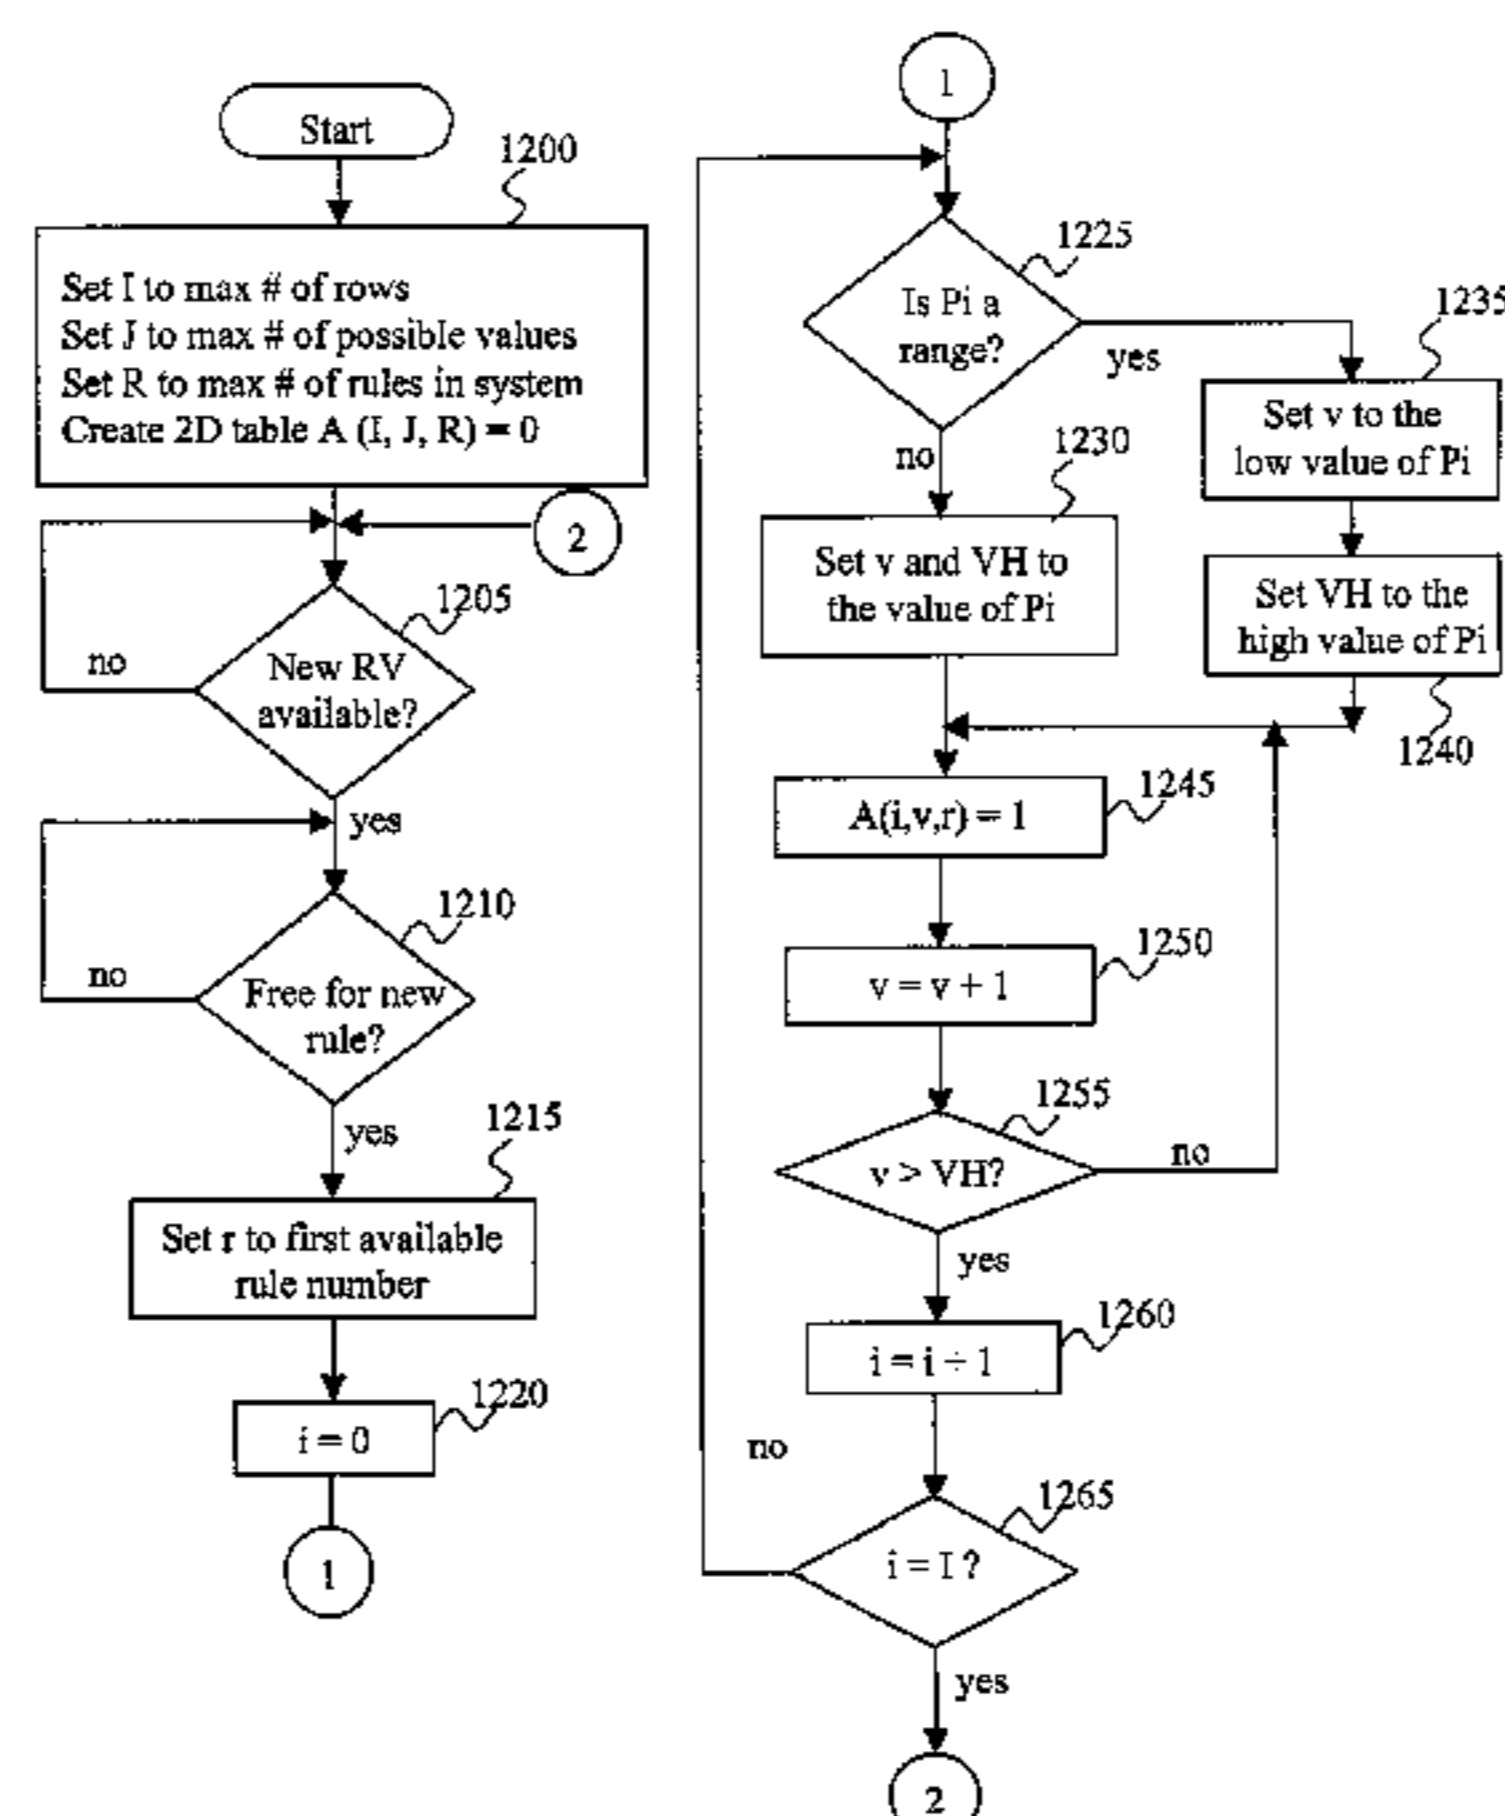 Start
1200
Set I to max # of rows
Set J to max # of possible values
Set R to max # of rules in system
Create 2D table A (I, J, R) = 0
2
1205
New RV
available?
no
yes
1210
Free for new
rule?
no
yes
1215
Set r to first available
rule number
1220
i = 0
1
1
1225
Is Pi a
range?
yes
no
1235
Set v to the
low value of Pi
1230
Set v and VH to
the value of Pi
Set VH to the
high value of Pi
1240
1245
A(i,v,r) = 1
1250
v = v + 1
1255
v > VH?
no
yes
1260
i = i + 1
no
1265
i = I ?
yes
2